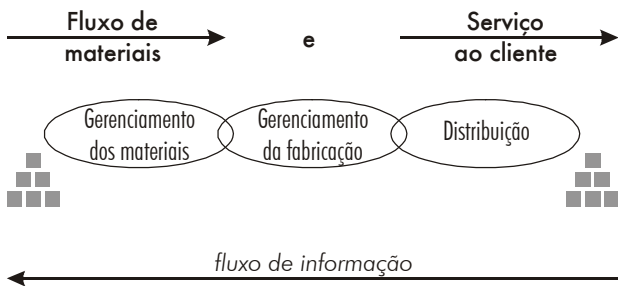 Fluxo de
materiais
e
Serviço
ao cliente
Gerenciamento
dos materiais
Gerenciamento
da fabricação
Distribuição
fluxo de informação